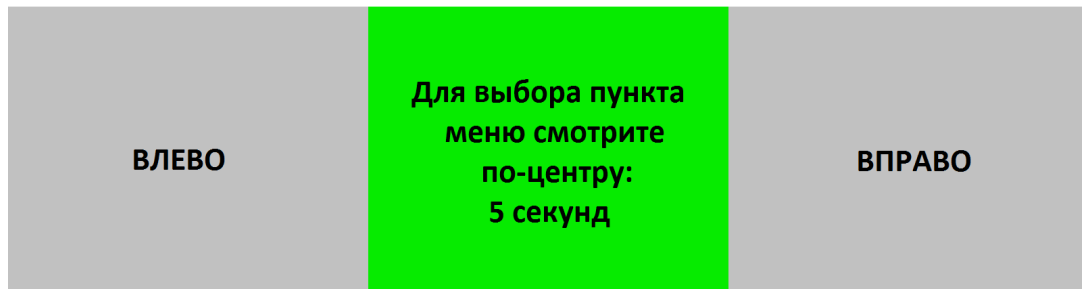 ВЛЕВО
Для выбора пункта
меню смотрите
по-центру:
5 секунд
ВПРАВО